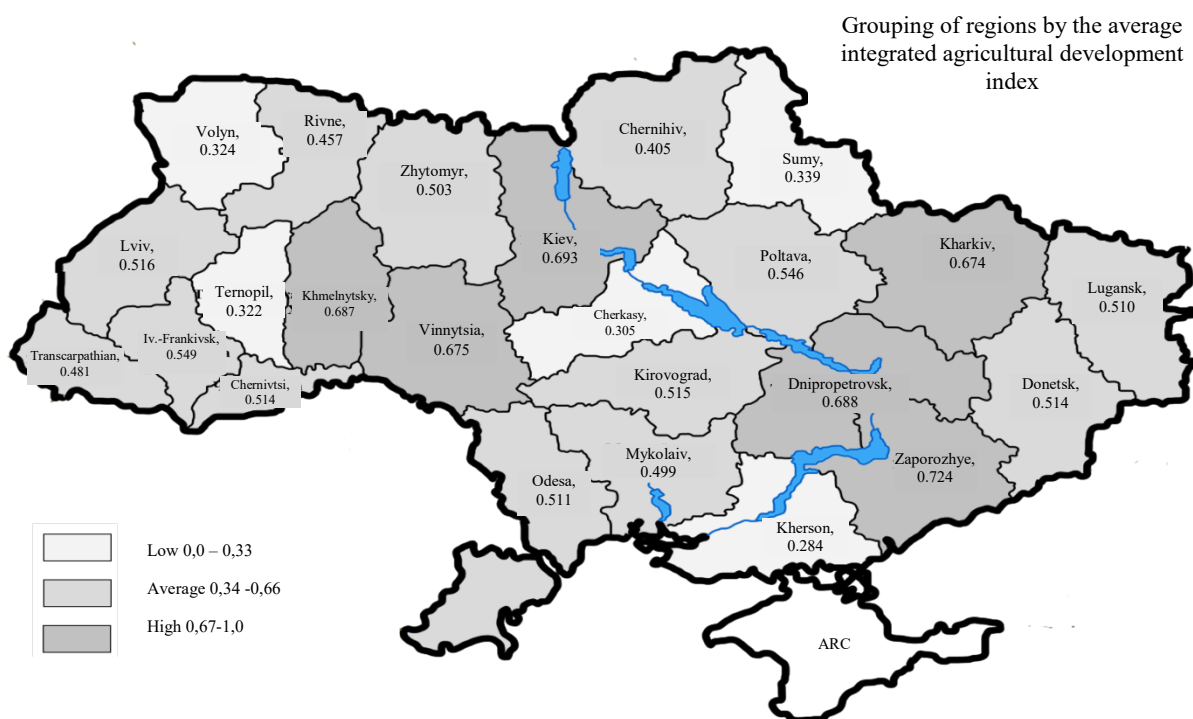 Grouping of regions by the average
integrated agricultural development
index
Volyn,
0.324
Rivne,
0.457
Zhytomyr,
0.503
Chernihiv,
0.405
Sumy,
0.339
Lviv,
0.516
Ternopil,
0.322
Khmelnytsky,
0.687
Kiev,
0.693
Poltava,
0.546
Kharkiv,
0.674
Lugansk,
0.510
Transcarpathian,
0.481
Iv.-Frankivsk,
0.549
Chernivtsi,
0.514
Vinnytsia,
0.675
Cherkasy,
0.305
Kirovograd,
0.515
Dnipropetrovsk,
0.688
Donetsk,
0.514
Odesa,
0.511
Mykolaiv,
0.499
Zaporozhye,
0.724
Kherson,
0.284
ARC
Low 0,0 – 0,33
Average 0,34 -0,66
High 0,67-1,0